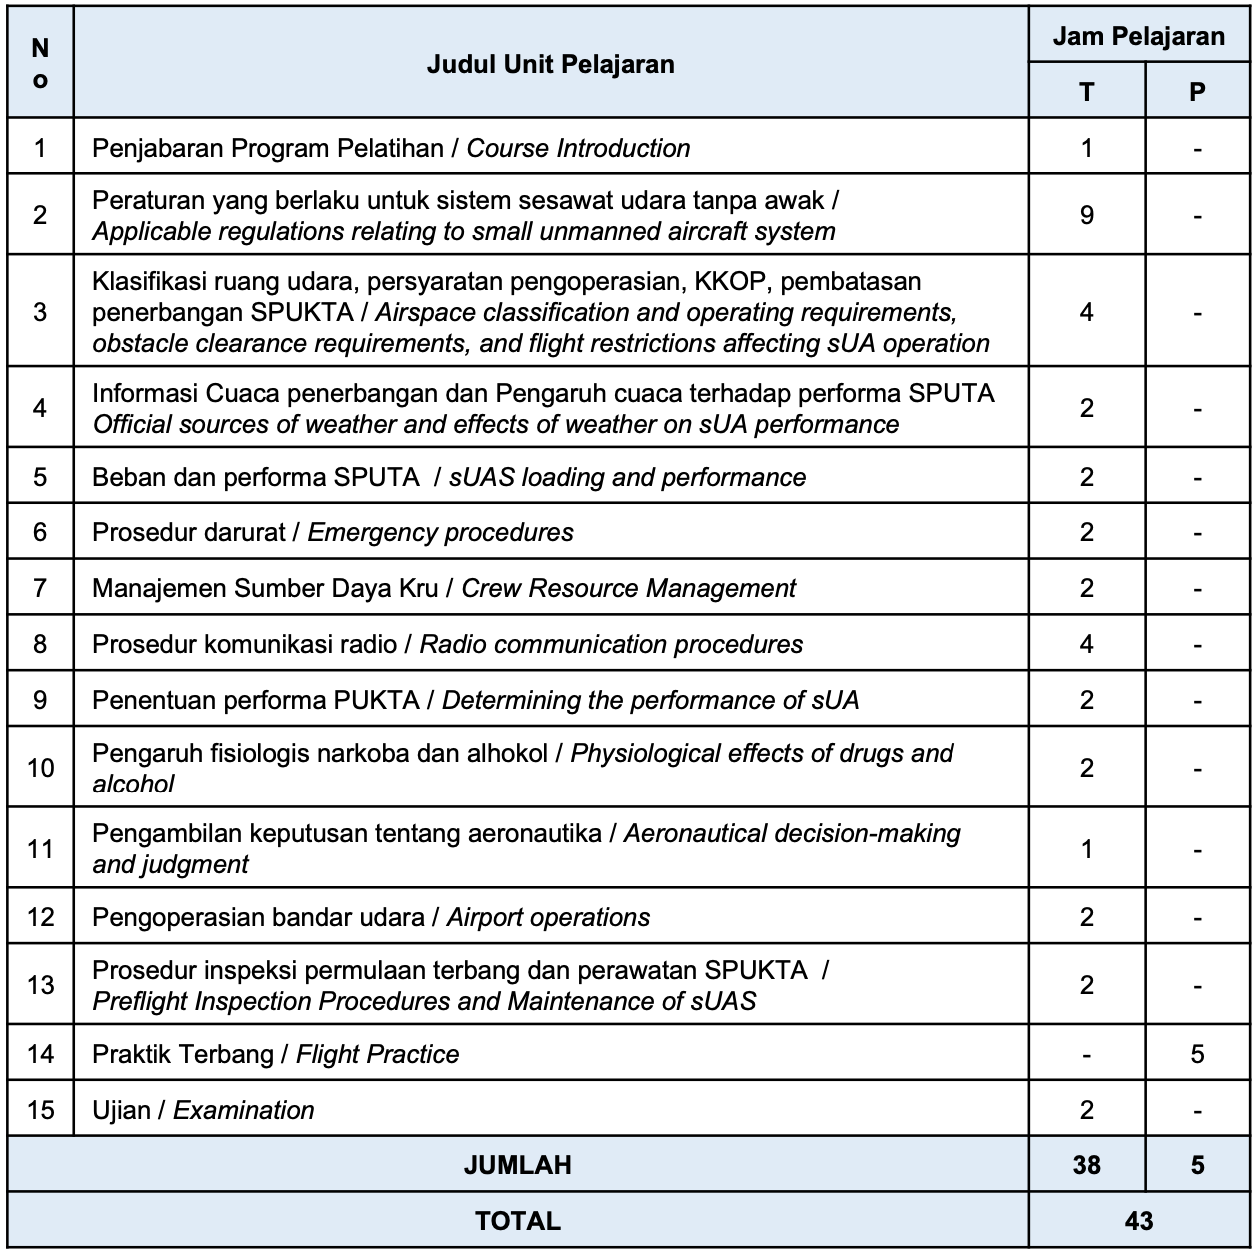 N
o
Judul Unit Pelajaran
Jam Pelajaran
T
P
1
Penjabaran Program Pelatihan / Course Introduction
1
-
2
Peraturan yang berlaku untuk sistem sesawat udara tanpa awak /
Applicable regulations relating to small unmanned aircraft system
9
-
3
Klasifikasi ruang udara, persyaratan pengoperasian, KKOP, pembatasan
penerbangan SPUKTA / Airspace classification and operating requirements,
obstacle clearance requirements, and flight restrictions affecting sUA operation
4
-
4
Informasi Cuaca penerbangan dan Pengaruh cuaca terhadap performa SPUTA
Official sources of weather and effects of weather on sUA performance
2
-
5
Beban dan performa SPUTA / sUAS loading and performance
2
-
6
Prosedur darurat / Emergency procedures
2
-
7
Manajemen Sumber Daya Kru / Crew Resource Management
2
-
8
Prosedur komunikasi radio / Radio communication procedures
4
-
9
Penentuan performa PUKTA / Determining the performance of sUA
2
-
10
Pengaruh fisiologis narkoba dan alhokol / Physiological effects of drugs and
alcohol
2
-
11
Pengambilan keputusan tentang aeronautika / Aeronautical decision-making
and judgment
1
-
12
Pengoperasian bandar udara / Airport operations
2
-
13
Prosedur inspeksi permulaan terbang dan perawatan SPUKTA /
Preflight Inspection Procedures and Maintenance of sUAS
2
-
14
Praktik Terbang / Flight Practice
-
5
15
Ujian / Examination
2
-
JUMLAH
38
5
TOTAL
43